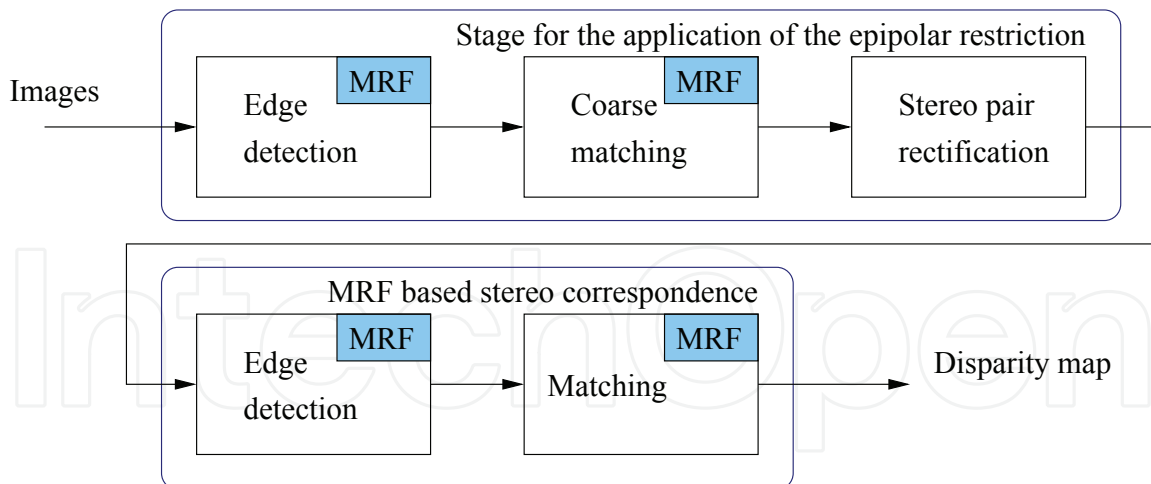 Stage for the application of the epipolar restriction
Images
MRF
Edge
detection
MRF
Coarse
matching
Stereo pair
rectification
MRF based stereo correspondence
MRF
Edge
detection
MRF
Matching
Disparity map
IntechOpen